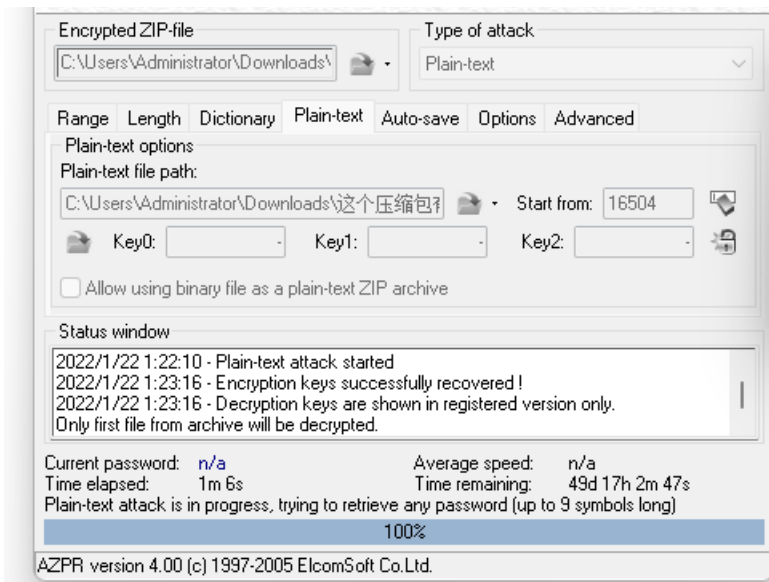 Encrypted ZIP-file
Type of attack
C:\Users\Administrator\Downloads\
Plain-text
Range Length Dictionary Plain-text Auto-save Options Advanced
Plain-text options
Plain-text file path:
C:\Users\Administrator\Downloads\这个压缩包有 Start from: 16504
Key0: - Key1: - Key2: -
Allow using binary file as a plain-text ZIP archive
Status window
2022/1/22 1:22:10 - Plain-text attack started
2022/1/22 1:23:16 - Encryption keys successfully recovered !
2022/1/22 1:23:16 - Decryption keys are shown in registered version only.
Only first file from archive will be decrypted.
Current password: n/a Average speed: n/a
Time elapsed: 1m 6s Time remaining: 49d 17h 2m 47s
Plain-text attack is in progress, trying to retrieve any password (up to 9 symbols long)
100%
AZPR version 4.00 (c) 1997-2005 ElcomSoft Co.Ltd.